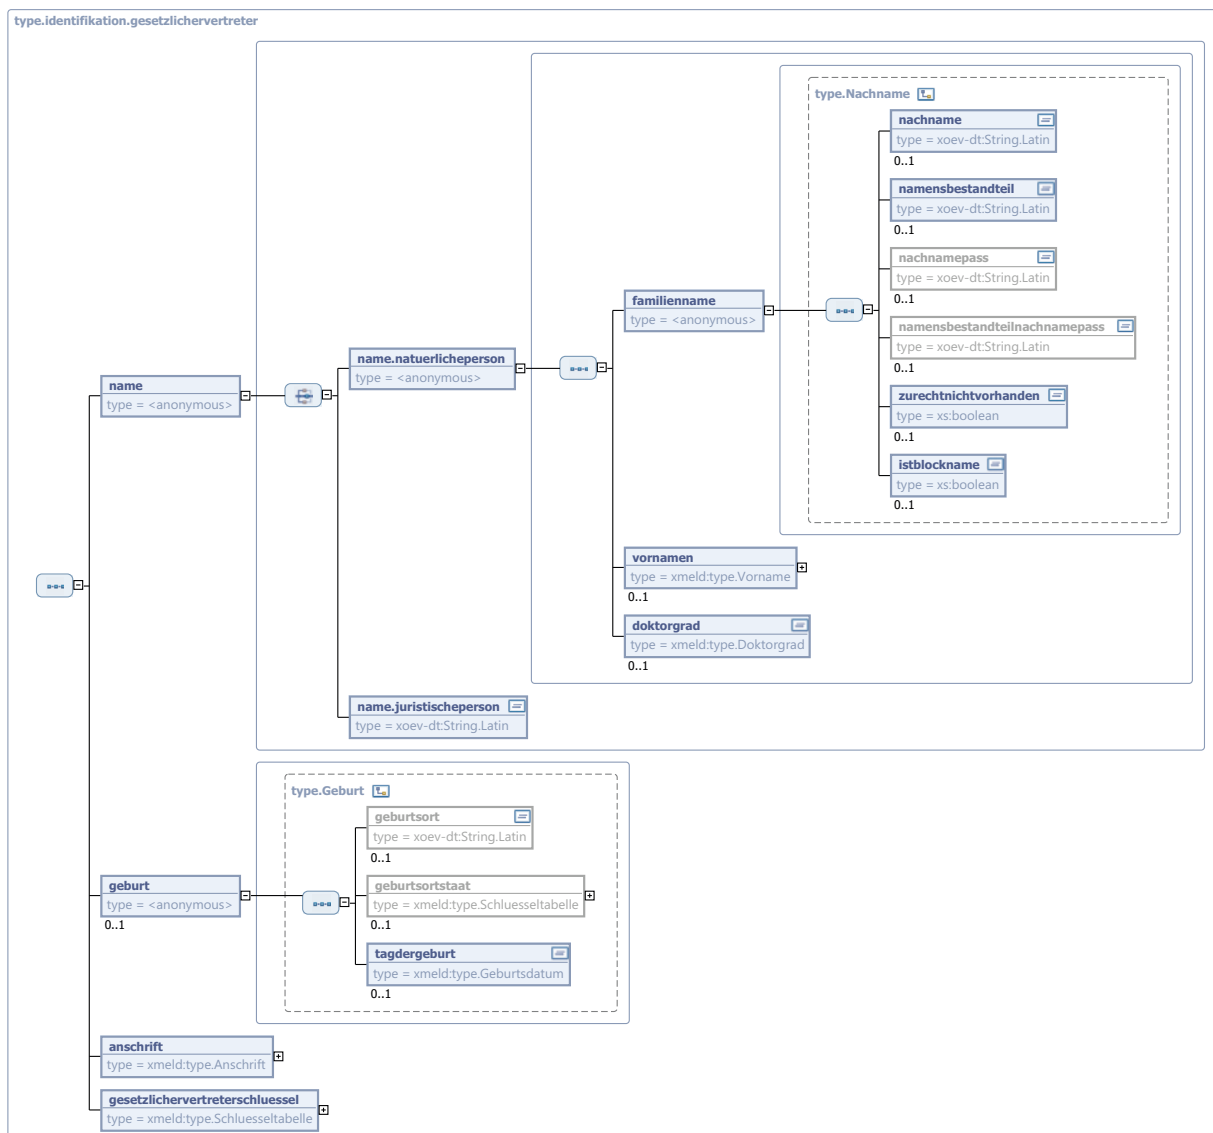 type.identifikation.gesetzlichervertreter
type.Nachname
nachname
type = xoev-dt:String.Latin
0..1
namensbestandteil
type = xoev-dt:String.Latin
0..1
nachnamepass
type = xoev-dt:String.Latin
0..1
familienname
type = <anonymous>
namensbestandteilnachnamepass
type = xoev-dt:String.Latin
0..1
name.natuerlicheperson
type = <anonymous>
name
type = <anonymous>
zurechtnichtvorhanden
type = xs:boolean
0..1
istblockname
type = xs:boolean
0..1
vornamen
type = xmeld:type.Vorname
0..1
doktorgrad
type = xmeld:type.Doktorgrad
0..1
name.juristischeperson
type = xoev-dt:String.Latin
type.Geburt
geburtsort
type = xoev-dt:String.Latin
0..1
geburt
type = <anonymous>
0..1
geburtsortstaat
type = xmeld:type.Schluesseltabelle
0..1
tagdergeburt
type = xmeld:type.Geburtsdatum
0..1
anschrift
type = xmeld:type.Anschrift
gesetzlichervertreterschluessel
type = xmeld:type.Schluesseltabelle